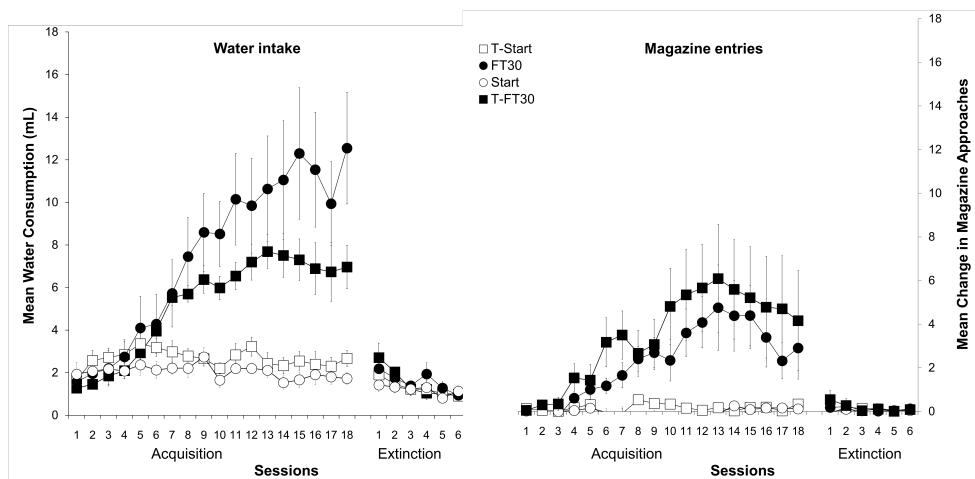 Water intake
Mean Water Consumption (mL)
18
16
14
12
10
8
6
4
2
0
1 2 3 4 5 6 7 8 9 10 11 12 13 14 15 16 17 18 1 2 3 4 5 6
Acquisition Extinction
Sessions
T-Start
FT30
Start
T-FT30
Magazine entries
Mean Change in Magazine Approaches
18
16
14
12
10
8
6
4
2
0
1 2 3 4 5 6 7 8 9 10 11 12 13 14 15 16 17 18 1 2 3 4 5 6
Acquisition Extinction
Sessions